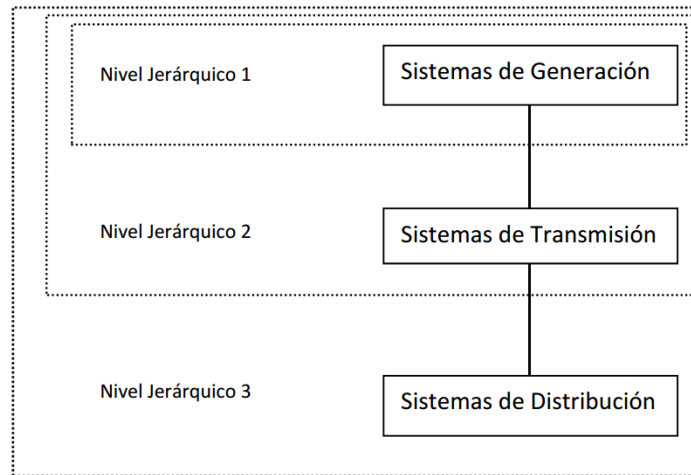 Nivel Jerárquico 1
Sistemas de Generación
Nivel Jerárquico 2
Sistemas de Transmisión
Nivel Jerárquico 3
Sistemas de Distribución